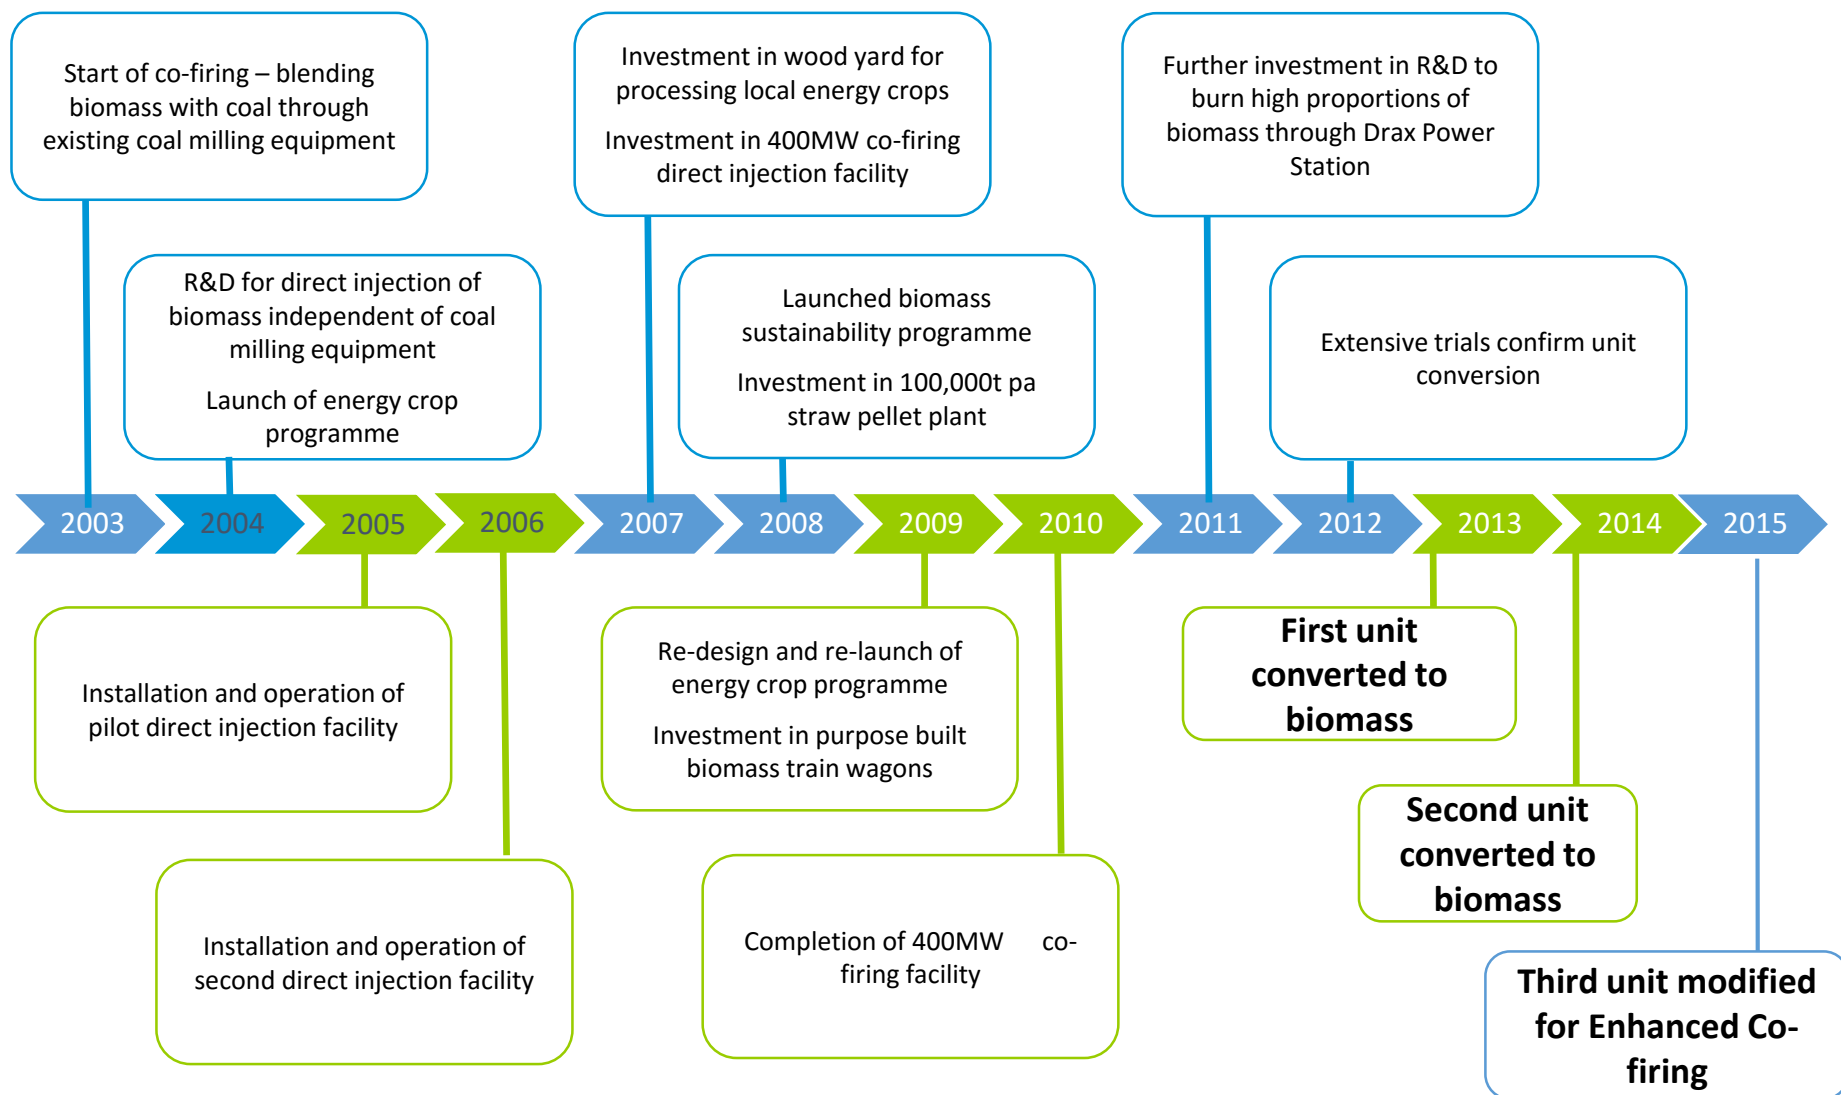 Start of co-firing – blending
biomass with coal through
existing coal milling equipment
Investment in wood yard for
processing local energy crops
Investment in 400MW co-firing
direct injection facility
Further investment in R&D to
burn high proportions of
biomass through Drax Power
Station
R&D for direct injection of
biomass independent of coal
milling equipment
Launch of energy crop
programme
Launched biomass
sustainability programme
Investment in 100,000t pa
straw pellet plant
Extensive trials confirm unit
conversion
2003 2004 2005 2006 2007 2008 2009 2010 2011 2012 2013 2014 2015
Installation and operation of
pilot direct injection facility
Re-design and re-launch of
energy crop programme
Investment in purpose built
biomass train wagons
First unit
converted to
biomass
Second unit
converted to
biomass
Installation and operation of
second direct injection facility
Completion of 400MW co-
firing facility
Third unit modified
for Enhanced Co-
firing